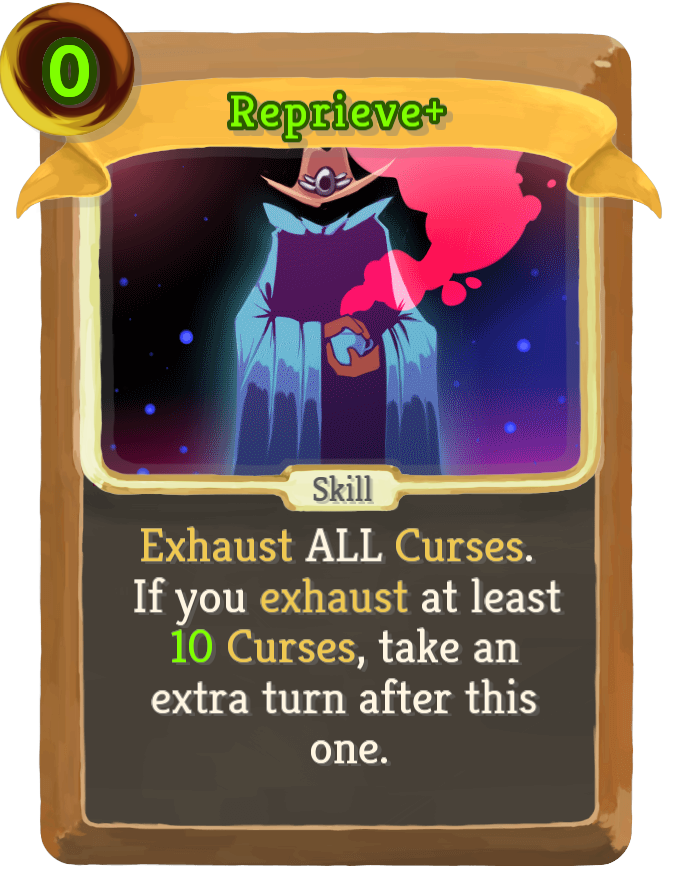 0
Reprieve+
Skill
Exhaust ALL Curses.
If you exhaust at least
10 Curses, take an
extra turn after this
one.